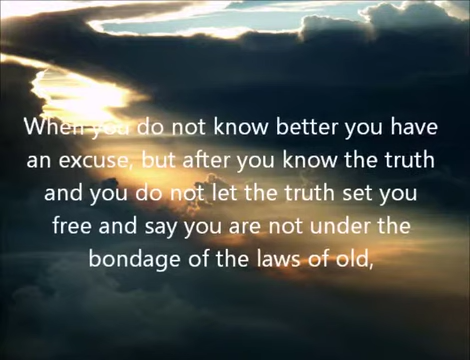 When you do not know better you have
an excuse, but after you know the truth
and you do not let the truth set you
free and say you are not under the
bondage of the laws of old,